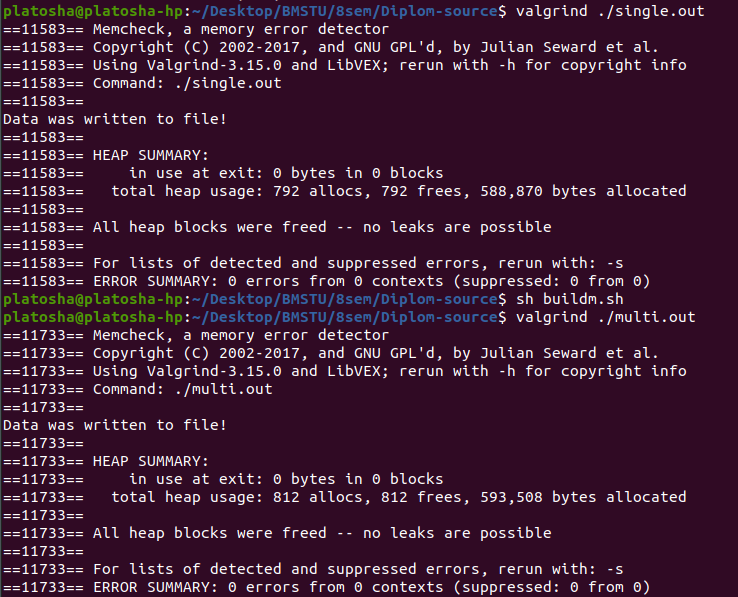 platosha@platosha-hp:~/Desktop/BMSTU/8sem/Diplom-source$ valgrind ./single.out
==11583== Memcheck, a memory error detector
==11583== Copyright (C) 2002-2017, and GNU GPL'd, by Julian Seward et al.
==11583== Using Valgrind-3.15.0 and LibVEX; rerun with -h for copyright info
==11583== Command: ./single.out
==11583==
Data was written to file!
==11583==
==11583== HEAP SUMMARY:
==11583==     in use at exit: 0 bytes in 0 blocks
==11583==   total heap usage: 792 allocs, 792 frees, 588,870 bytes allocated
==11583==
==11583== All heap blocks were freed -- no leaks are possible
==11583==
==11583== For lists of detected and suppressed errors, rerun with: -s
==11583== ERROR SUMMARY: 0 errors from 0 contexts (suppressed: 0 from 0)
platosha@platosha-hp:~/Desktop/BMSTU/8sem/Diplom-source$ sh buildm.sh
platosha@platosha-hp:~/Desktop/BMSTU/8sem/Diplom-source$ valgrind ./multi.out
==11733== Memcheck, a memory error detector
==11733== Copyright (C) 2002-2017, and GNU GPL'd, by Julian Seward et al.
==11733== Using Valgrind-3.15.0 and LibVEX; rerun with -h for copyright info
==11733== Command: ./multi.out
==11733==
Data was written to file!
==11733==
==11733== HEAP SUMMARY:
==11733==     in use at exit: 0 bytes in 0 blocks
==11733==   total heap usage: 812 allocs, 812 frees, 593,508 bytes allocated
==11733==
==11733== All heap blocks were freed -- no leaks are possible
==11733==
==11733== For lists of detected and suppressed errors, rerun with: -s
==11733== ERROR SUMMARY: 0 errors from 0 contexts (suppressed: 0 from 0)